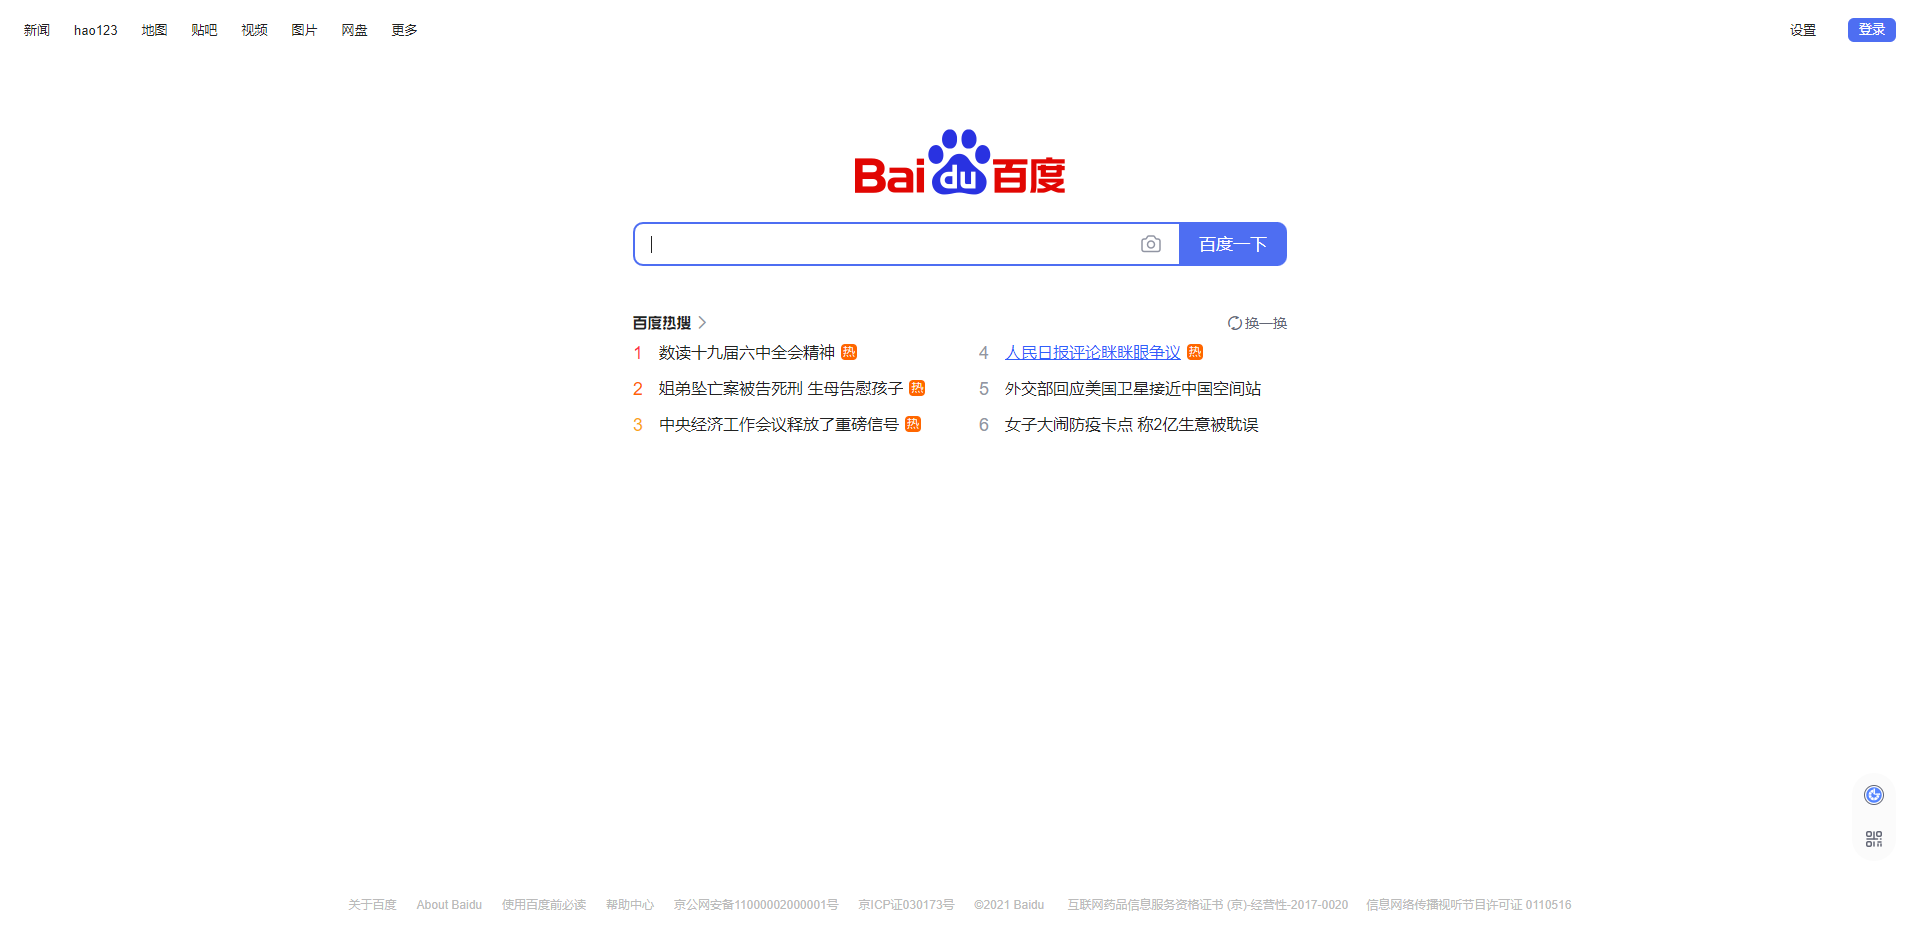 新闻 hao123 地图 贴吧 视频 图片 网盘 更多 设置 登录
Bai du 百度
百度一下
百度热搜 换一换
1 数读十九届六中全会精神 热
4 人民日报评论眯眯眼争议 热
2 姐弟坠亡案被告死刑 生母告慰孩子 热
5 外交部回应美国卫星接近中国空间站
3 中央经济工作会议释放了重磅信号 热
6 女子大闹防疫卡点 称2亿生意被耽误
关于百度 About Baidu 使用百度前必读 帮助中心 京公网安备11000002000001号 京ICP证030173号 ©2021 Baidu 互联网药品信息服务资格证书 (京)-经营性-2017-0020 信息网络传播视听节目许可证 0110516